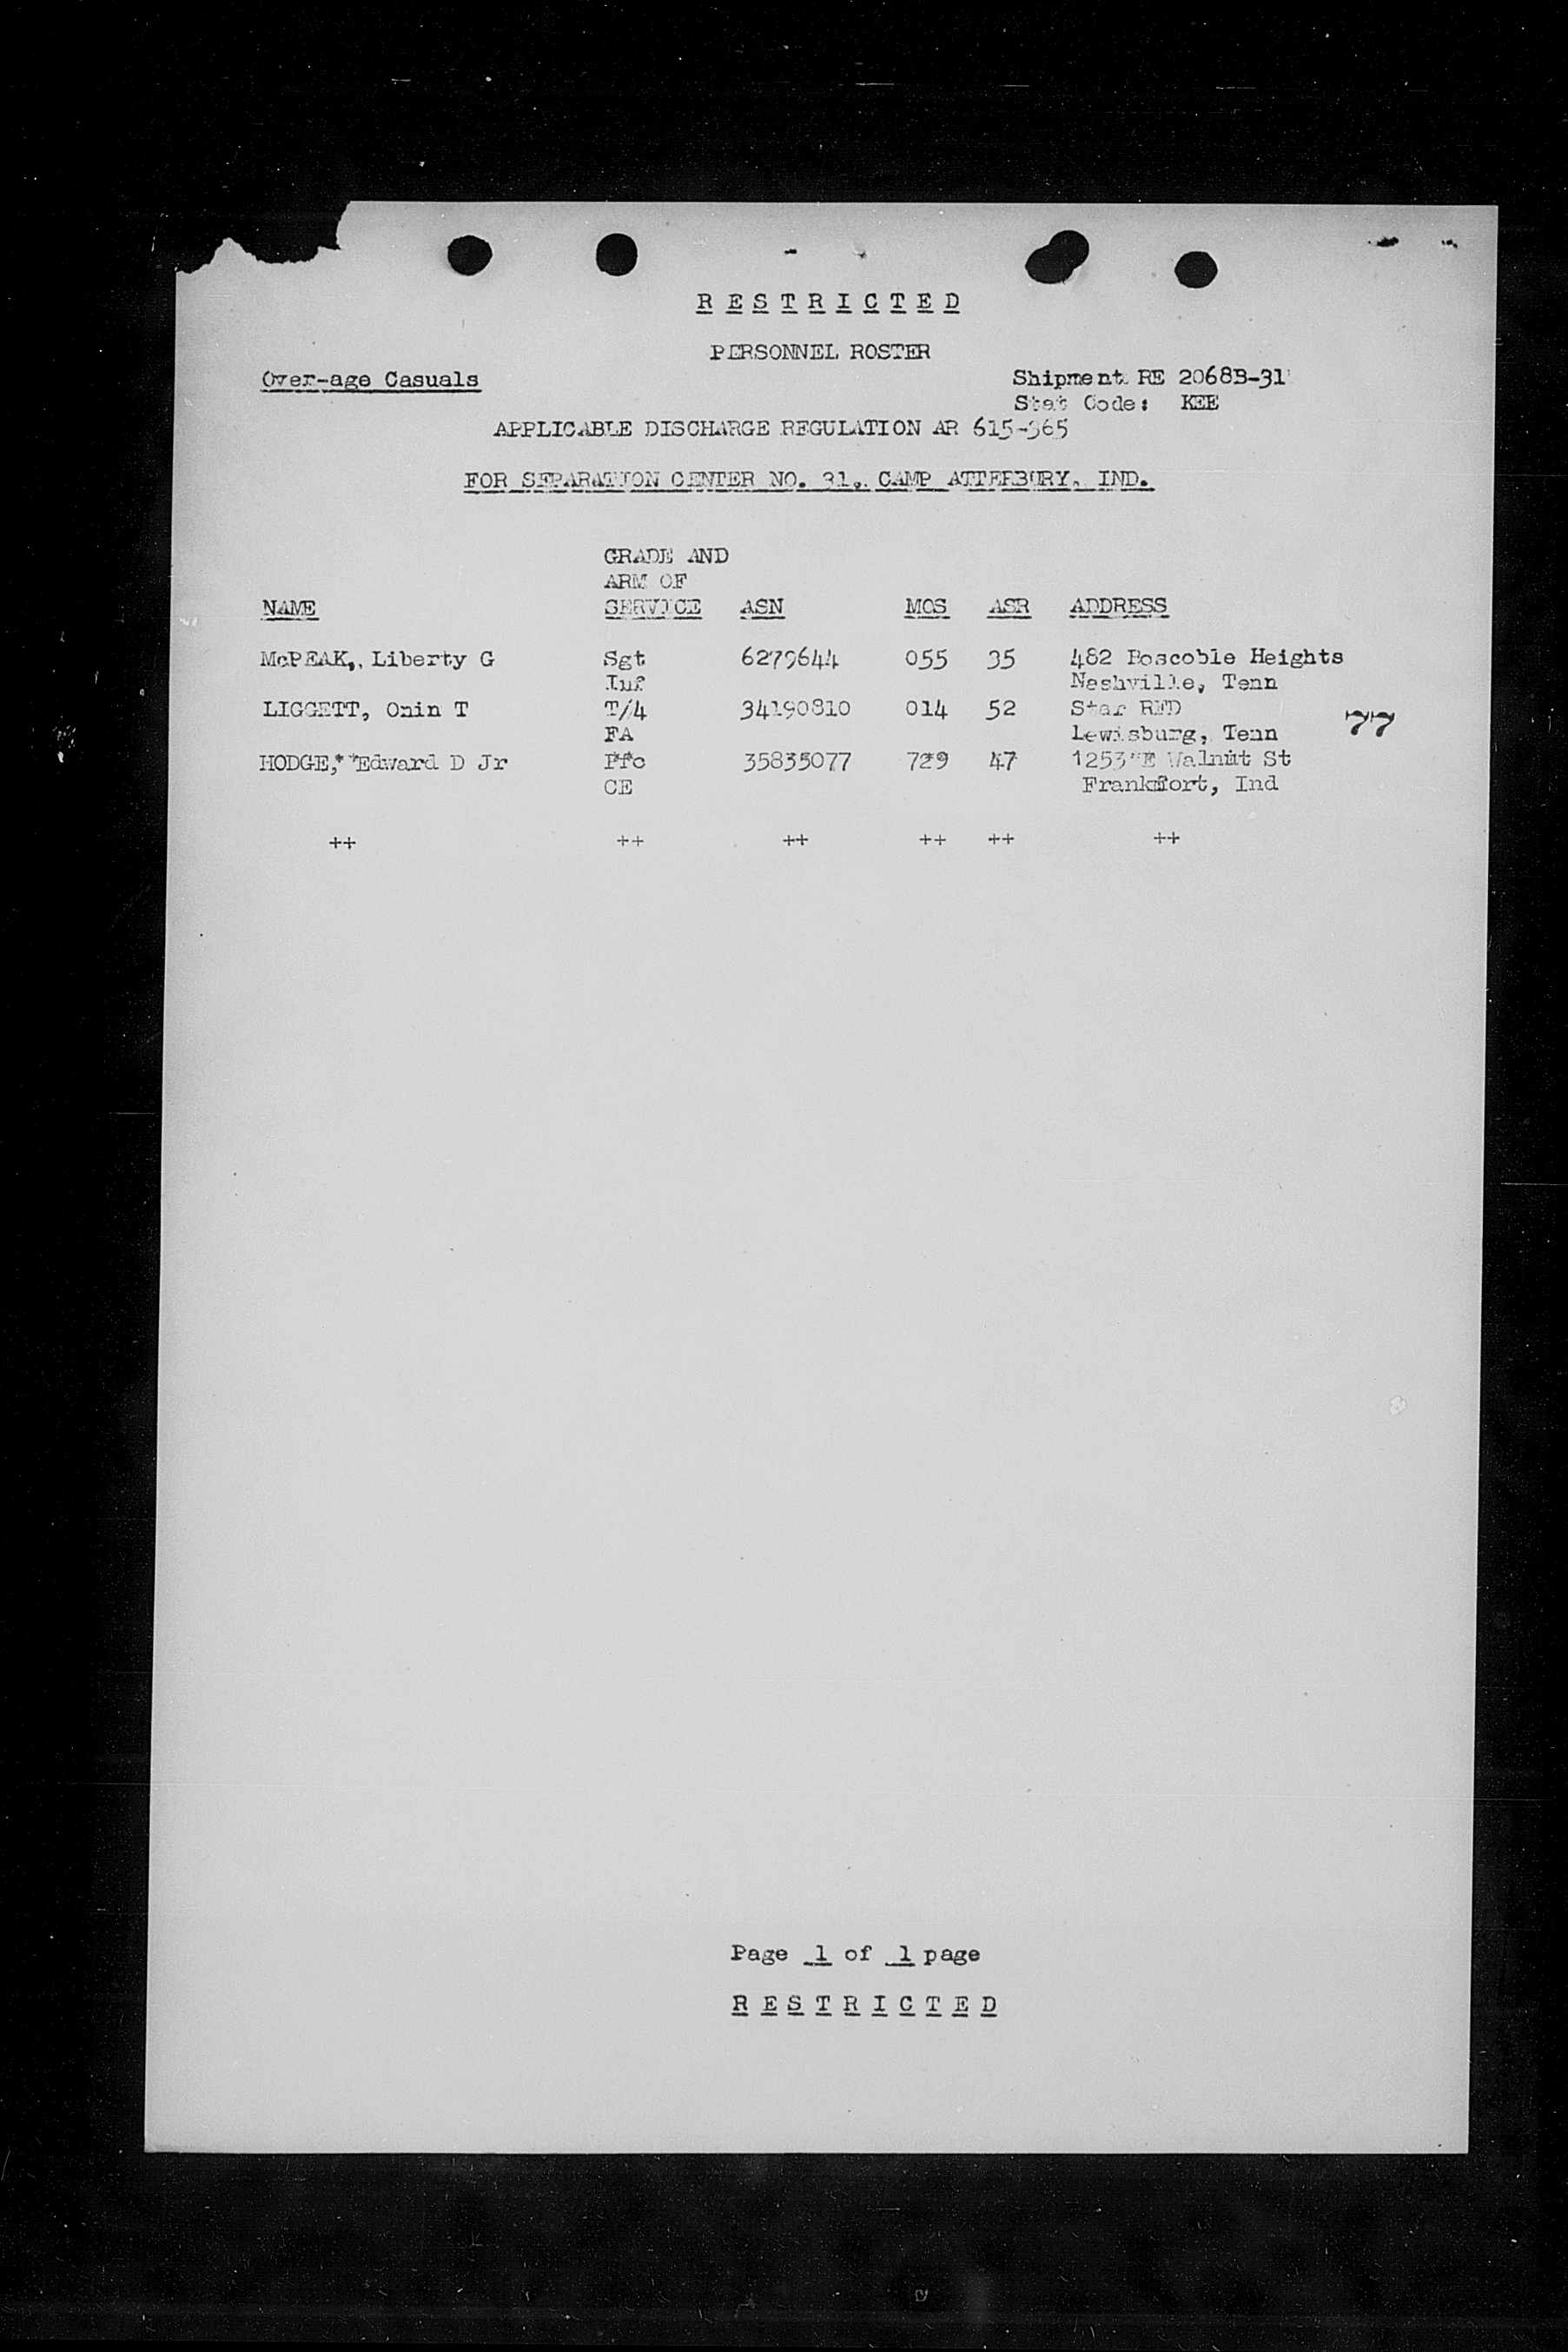 R E S T R I C T E D
PERSONNEL ROSTER
Over-age Casuals Shipment RE 2068B-31
Stat Code: KEE
APPLICABLE DISCHARGE REGULATION AR 615-365
FOR SEPARATION CENTER NO. 31, CAMP ATTERBURY, IND.
GRADE AND
ARM OF
NAME SERVICE ASN MOS ASR ADDRESS
McPEAK, Liberty G Sgt 6279644 055 35 482 Boscoble Heights
Inf Nashville, Tenn
LIGGETT, Onin T T/4 34190810 014 52 Star RFD
77
FA Lewisburg, Tenn
HODGE, Edward D Jr Pfc 35835077 729 47 1253 E Walnut St
CE Frankfort, Ind
++ ++ ++ ++ ++ ++
Page 1 of 1 page
R E S T R I C T E D